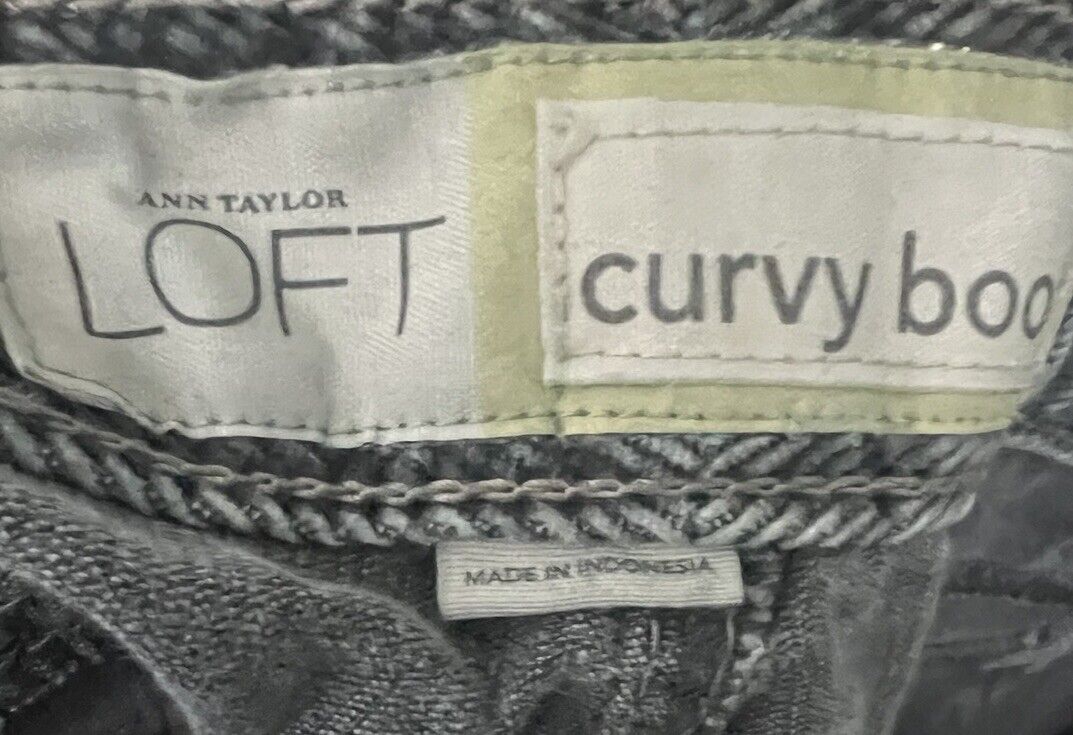 ANN TAYLOR
LOFT
curvy boo
MADE IN INDONESIA